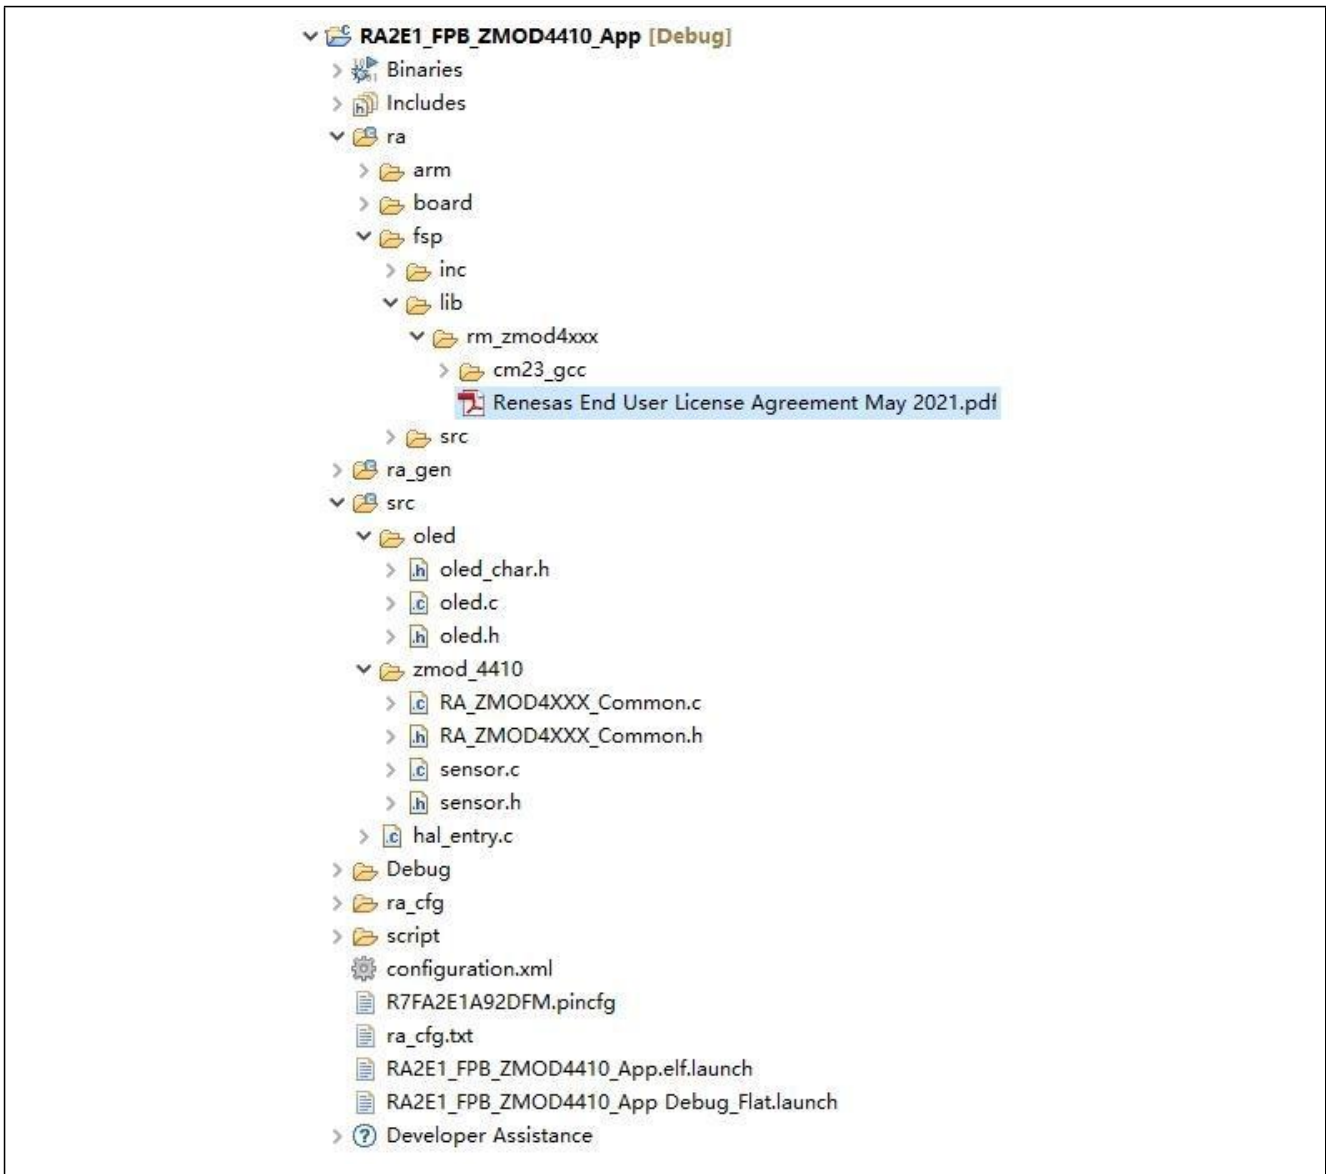 RA2E1_FPB_ZMOD4410_App [Debug]
Binaries
Includes
ra
arm
board
fsp
inc
lib
rm_zmod4xxx
cm23_gcc
Renesas End User License Agreement May 2021.pdf
src
ra_gen
src
oled
oled_char.h
oled.c
oled.h
zmod_4410
RA_ZMOD4XXX_Common.c
RA_ZMOD4XXX_Common.h
sensor.c
sensor.h
hal_entry.c
Debug
ra_cfg
script
configuration.xml
R7FA2E1A92DFM.pincfg
ra_cfg.txt
RA2E1_FPB_ZMOD4410_App.elf.launch
RA2E1_FPB_ZMOD4410_App Debug_Flat.launch
Developer Assistance